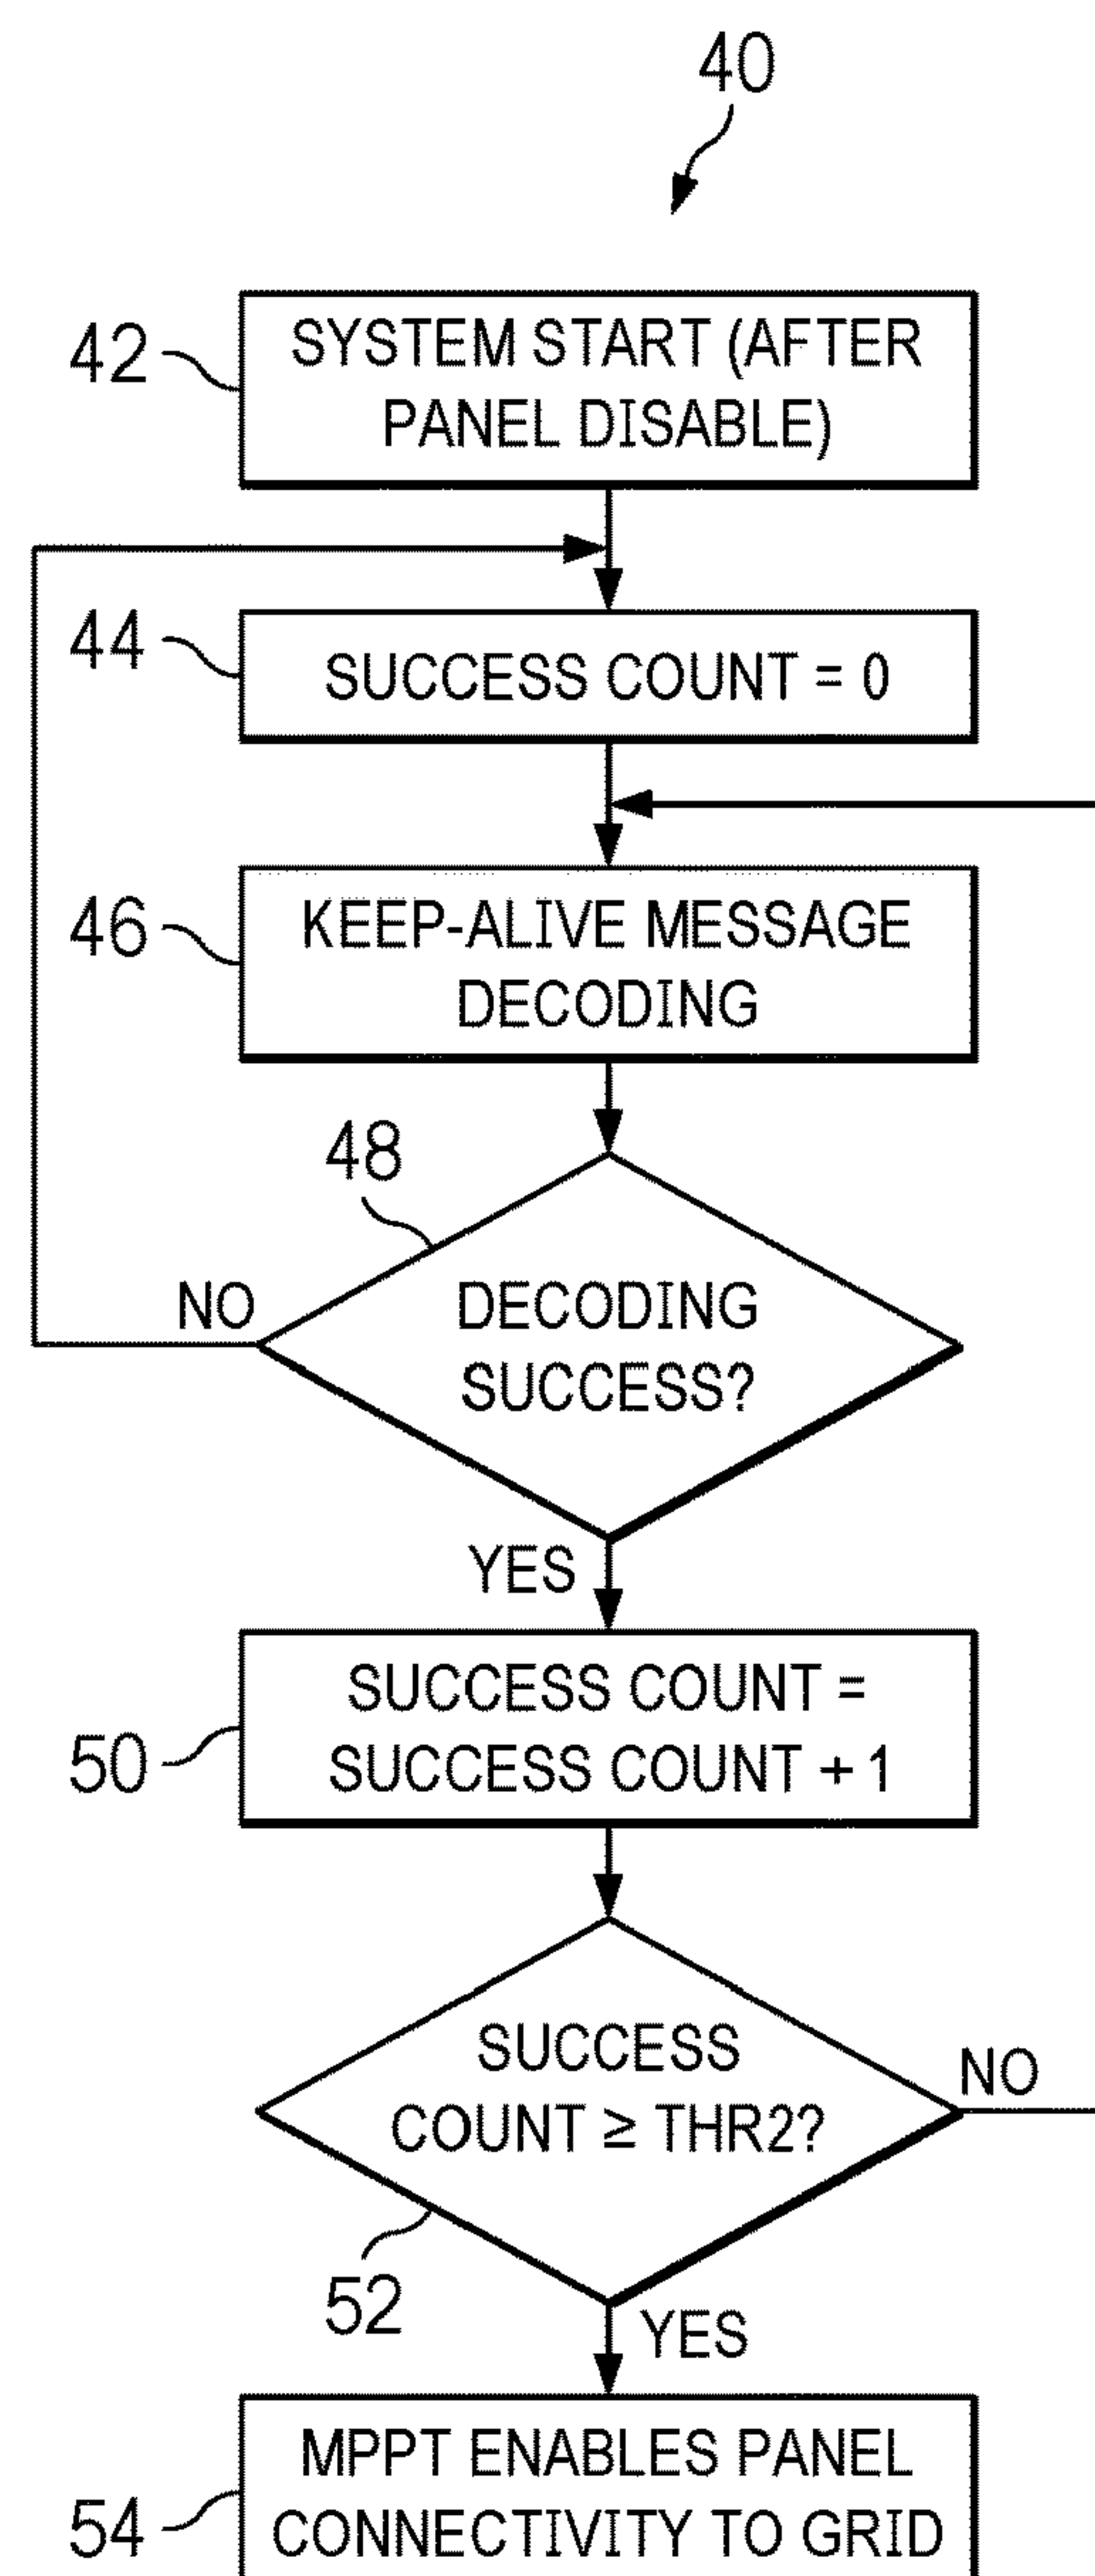 40
42
SYSTEM START (AFTER
PANEL DISABLE)
44
SUCCESS COUNT = 0
46
KEEP-ALIVE MESSAGE
DECODING
48
NO
DECODING
SUCCESS?
YES
50
SUCCESS COUNT =
SUCCESS COUNT + 1
SUCCESS
COUNT ≥ THR2?
NO
52
YES
54
MPPT ENABLES PANEL
CONNECTIVITY TO GRID